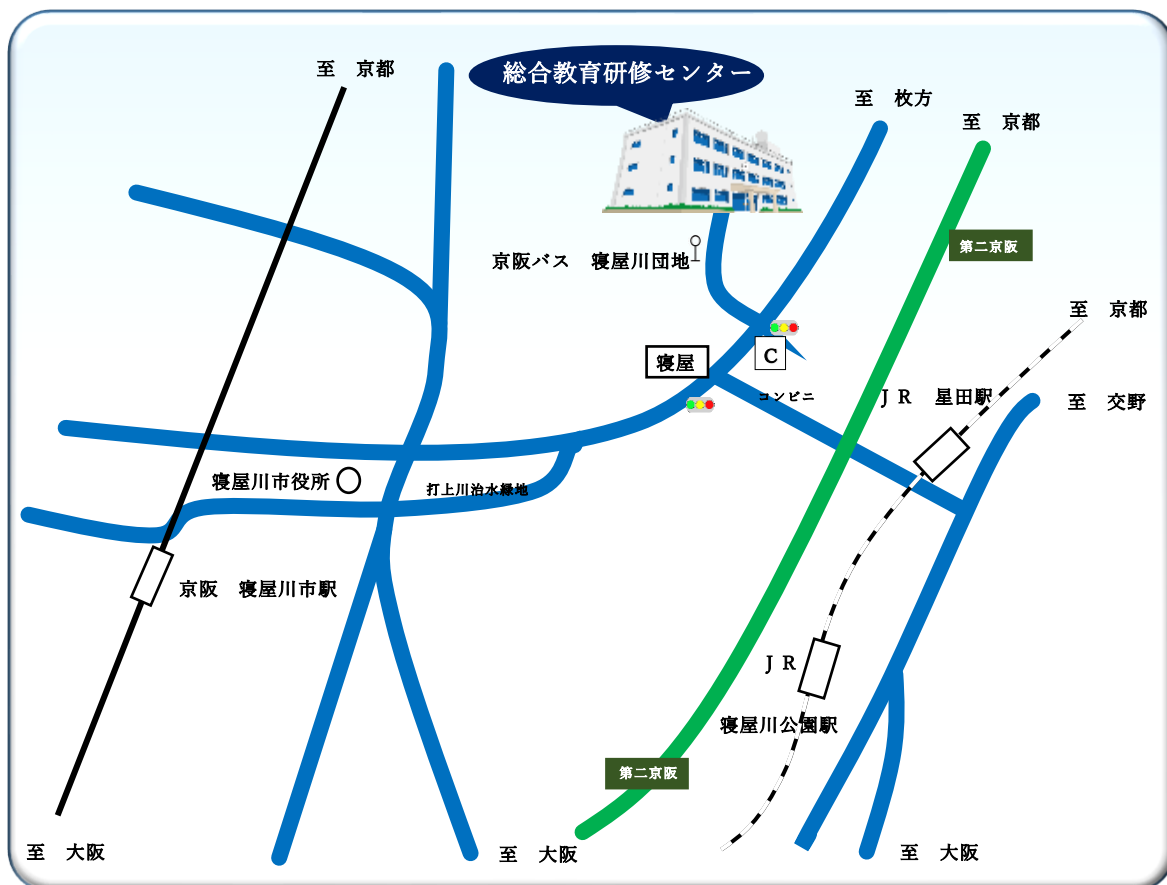 至　京都
総合教育研修センター
至　枚方
至　京都
第二京阪
京阪バス　寝屋川団地
至　京都
寝屋
C
コンビニ
ＪＲ　星田駅
至　交野
寝屋川市役所
打上川治水緑地
京阪　寝屋川市駅
ＪＲ
寝屋川公園駅
第二京阪
至　大阪
至　大阪
至　大阪